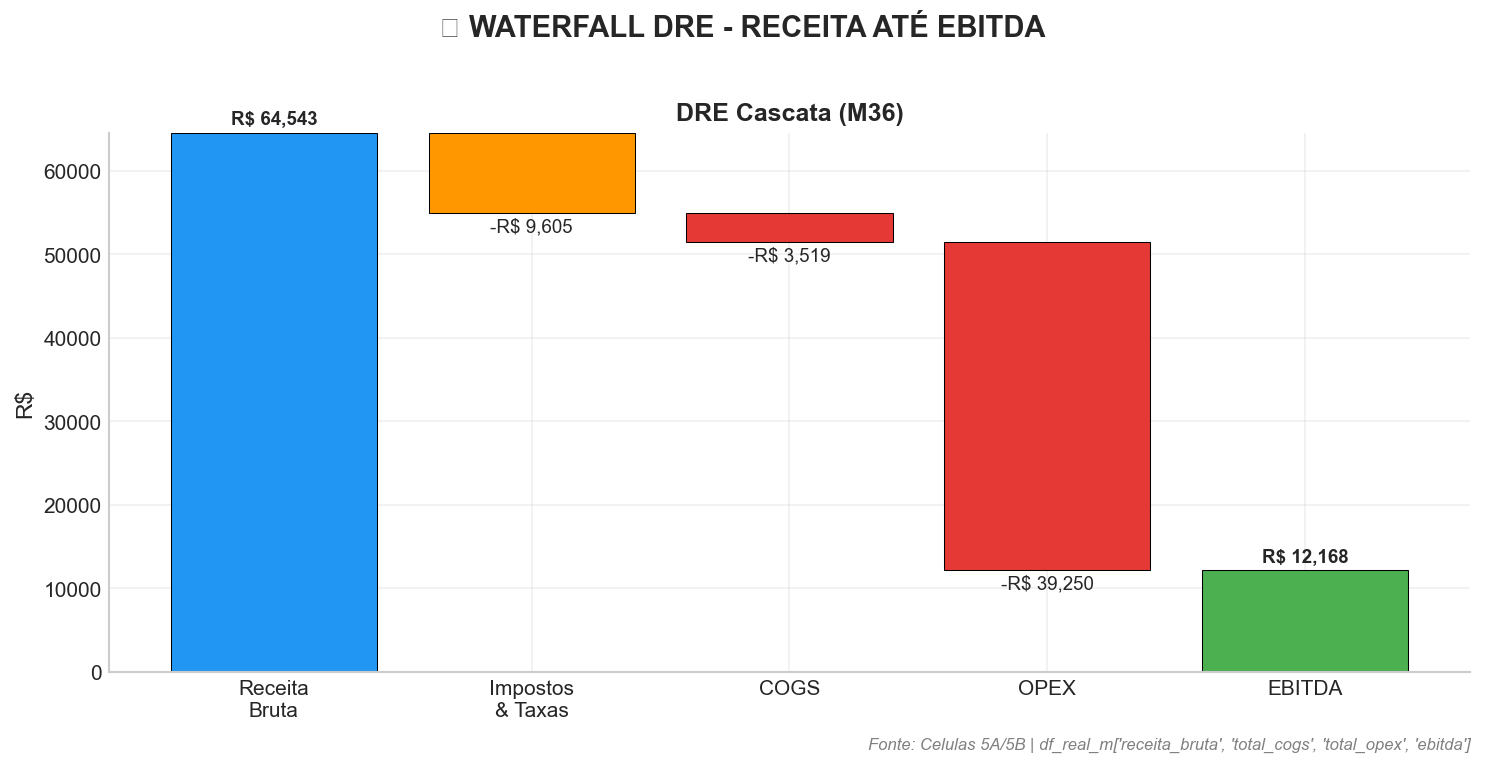 WATERFALL DRE - RECEITA ATÉ EBITDA
DRE Cascata (M36)
R$ 64,543
-R$ 9,605
-R$ 3,519
-R$ 39,250
R$ 12,168
R$
60000
50000
40000
30000
20000
10000
0
Receita
Bruta
Impostos
& Taxas
COGS
OPEX
EBITDA
Fonte: Celulas 5A/5B | df_real_m['receita_bruta', 'total_cogs', 'total_opex', 'ebitda']